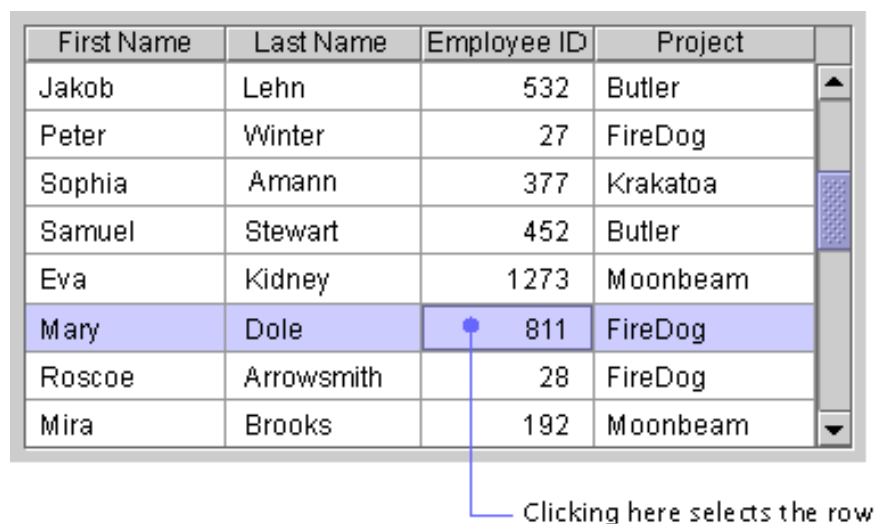 First Name Last Name Employee ID Project
Jakob Lehn 532 Butler
Peter Winter 27 FireDog
Sophia Amann 377 Krakatoa
Samuel Stewart 452 Butler
Eva Kidney 1273 Moonbeam
Mary Dole 811 FireDog
Roscoe Arrowsmith 28 FireDog
Mira Brooks 192 Moonbeam
Clicking here selects the row